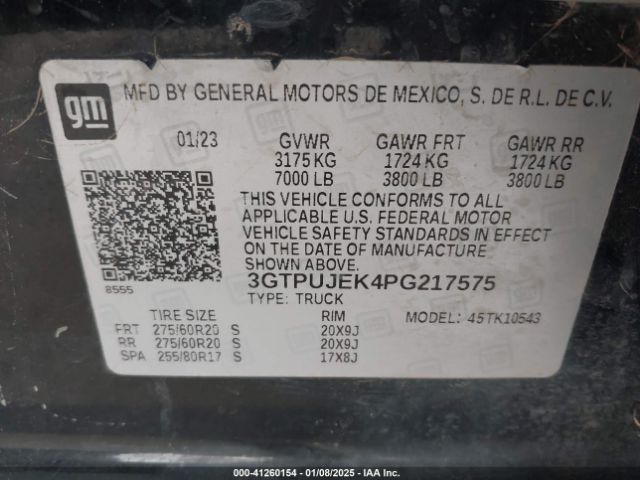 gm
MFD BY GENERAL MOTORS DE MEXICO, S. DE R.L. DE C.V.
01/23 GVWR GAWR FRT GAWR RR
3175 KG 1724 KG 1724 KG
7000 LB 3800 LB 3800 LB
THIS VEHICLE CONFORMS TO ALL
APPLICABLE U.S. FEDERAL MOTOR
VEHICLE SAFETY STANDARDS IN EFFECT
ON THE DATE OF MANUFACTURE
SHOWN ABOVE.
8555
3GTPUJEK4PG217575
TYPE: TRUCK
TIRE SIZE RIM MODEL: 45TK10543
FRT 275/60R20 S 20X9J
RR 275/60R20 S 20X9J
SPA 255/80R17 S 17X8J
© COPY - 41260154 - 01/08/2025 - IAA Inc.